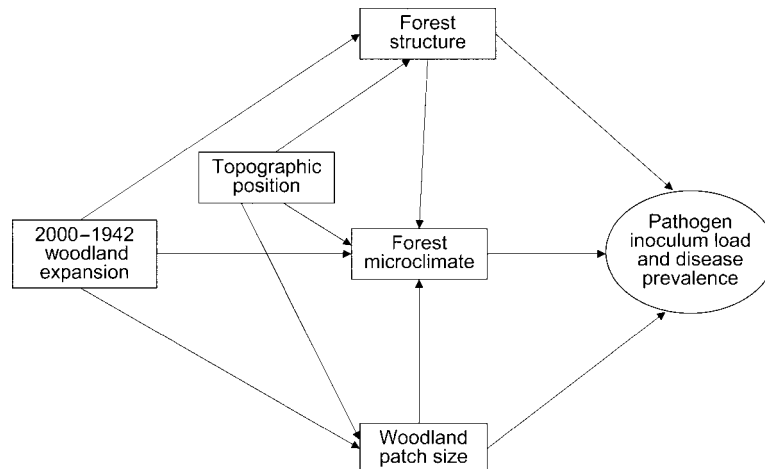 Forest
structure
Topographic
position
2000–1942
woodland
expansion
Forest
microclimate
Pathogen
inoculum load
and disease
prevalence
Woodland
patch size